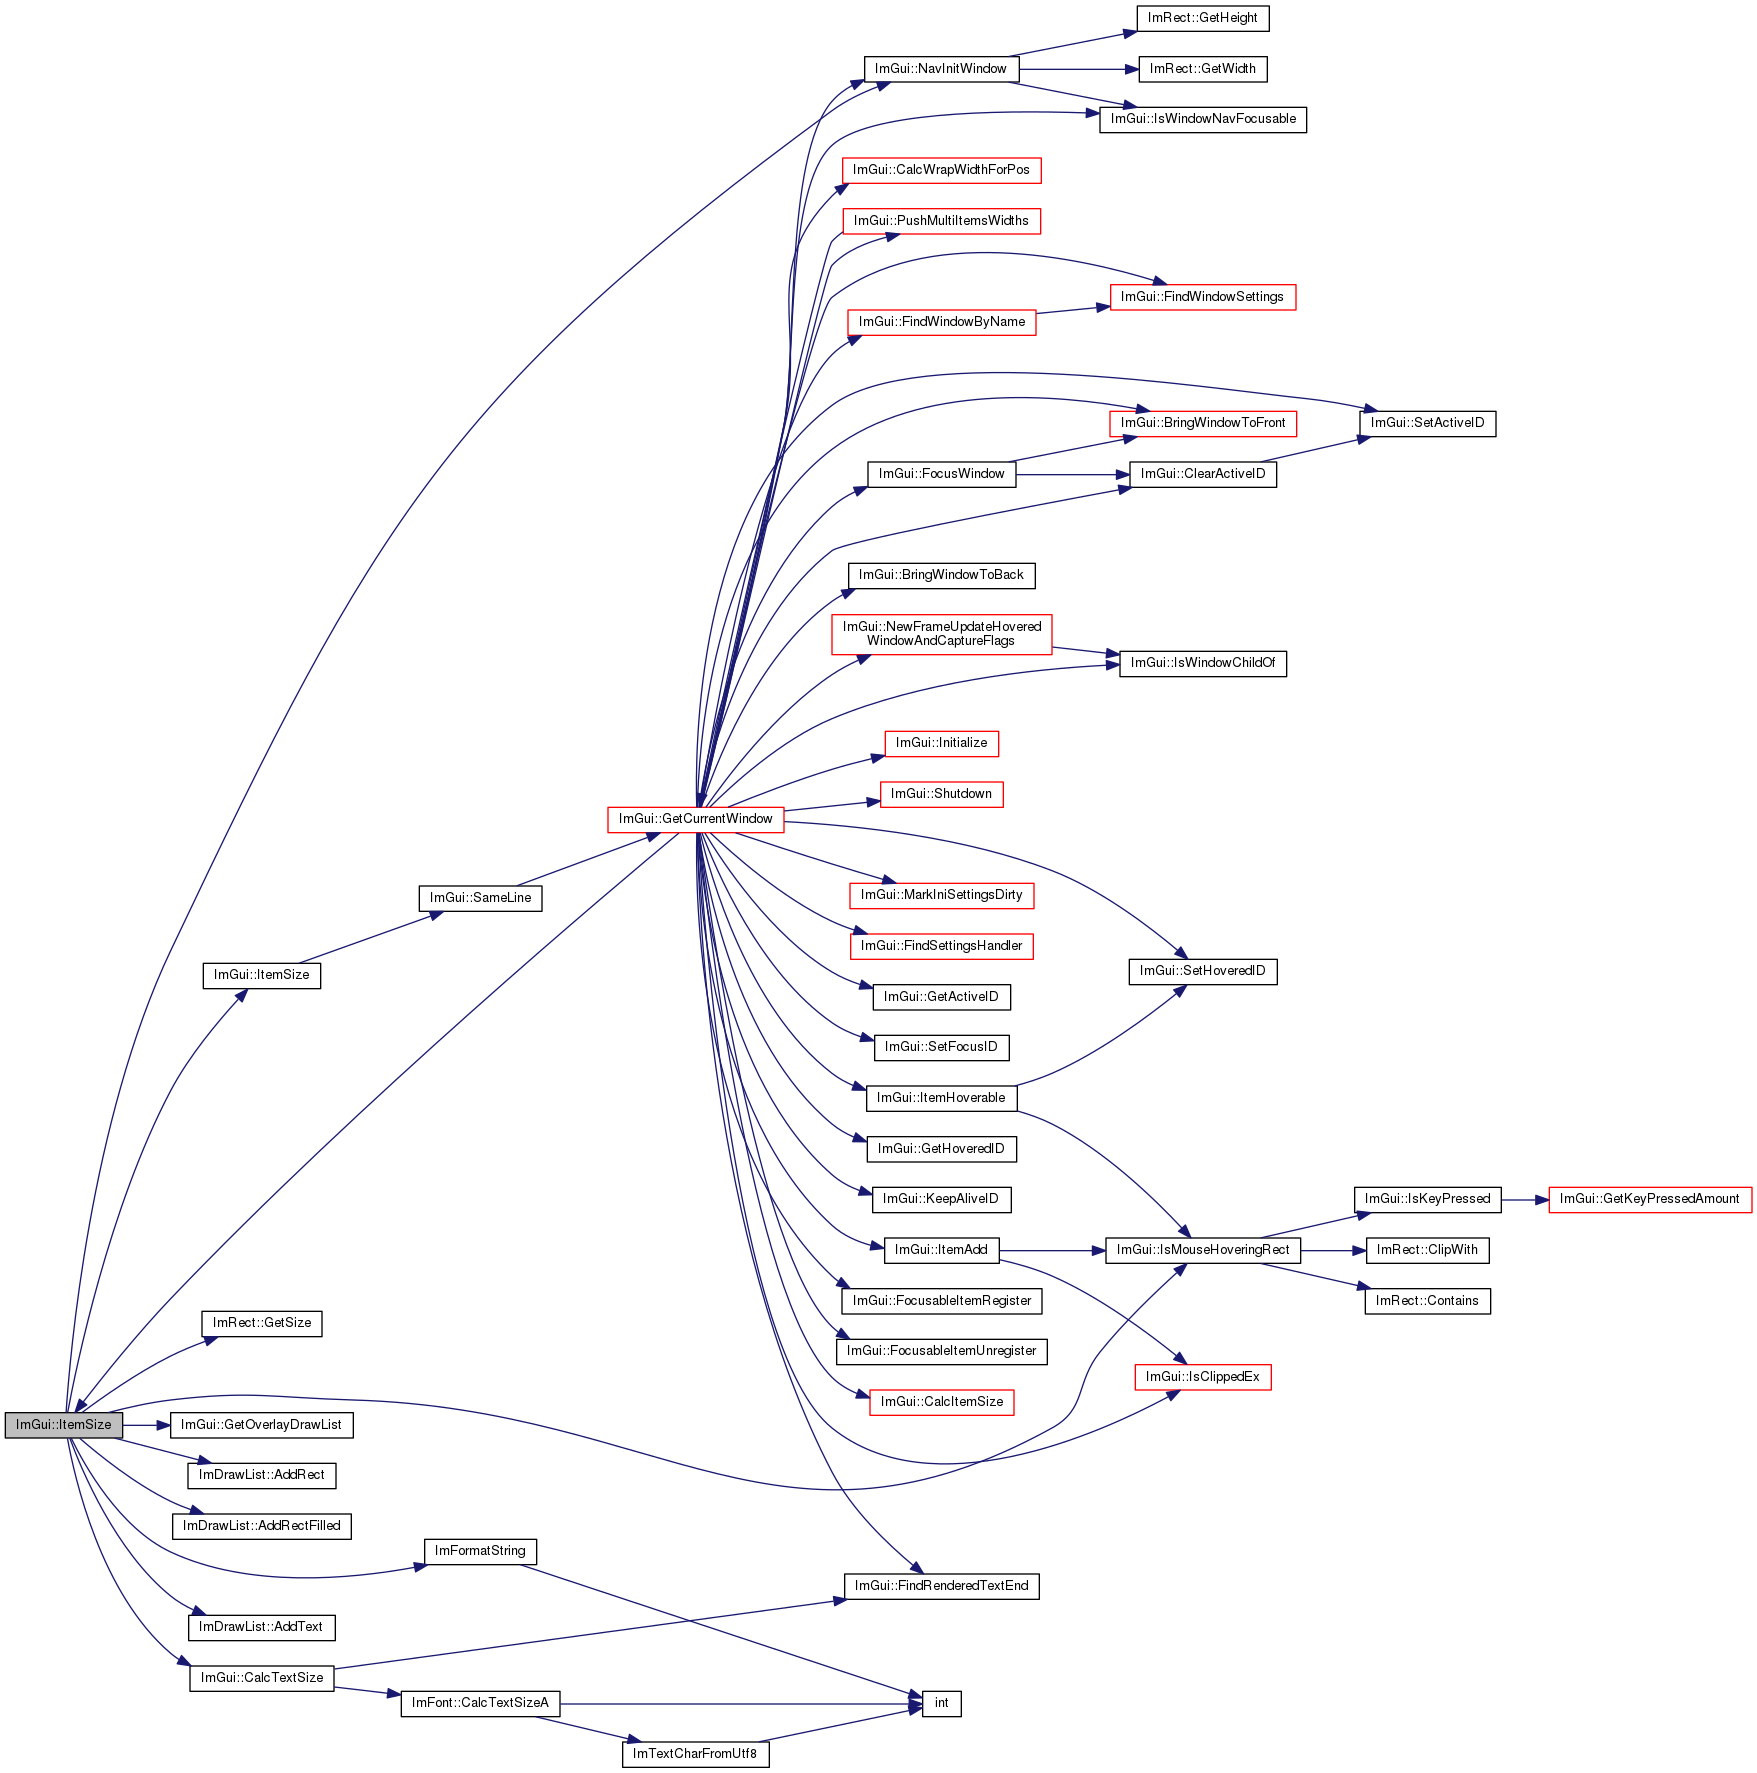 ImRect::GetHeight
ImGui::NavInitWindow
ImRect::GetWidth
ImGui::IsWindowNavFocusable
ImGui::CalcWrapWidthForPos
ImGui::PushMultiItemsWidths
ImGui::FindWindowSettings
ImGui::FindWindowByName
ImGui::BringWindowToFront
ImGui::SetActiveID
ImGui::FocusWindow
ImGui::ClearActiveID
ImGui::BringWindowToBack
ImGui::NewFrameUpdateHovered
WindowAndCaptureFlags
ImGui::IsWindowChildOf
ImGui::Initialize
ImGui::Shutdown
ImGui::GetCurrentWindow
ImGui::MarkIniSettingsDirty
ImGui::SameLine
ImGui::FindSettingsHandler
ImGui::ItemSize
ImGui::SetHoveredID
ImGui::GetActiveID
ImGui::SetFocusID
ImGui::ItemHoverable
ImGui::GetHoveredID
ImGui::KeepAliveID
ImGui::IsKeyPressed
ImGui::GetKeyPressedAmount
ImGui::ItemAdd
ImGui::IsMouseHoveringRect
ImRect::ClipWith
ImGui::FocusableItemRegister
ImRect::Contains
ImRect::GetSize
ImGui::FocusableItemUnregister
ImGui::IsClippedEx
ImGui::CalcItemSize
ImGui::ItemSize
ImGui::GetOverlayDrawList
ImDrawList::AddRect
ImDrawList::AddRectFilled
ImFormatString
ImGui::FindRenderedTextEnd
ImDrawList::AddText
ImGui::CalcTextSize
ImFont::CalcTextSizeA
int
ImTextCharFromUtf8